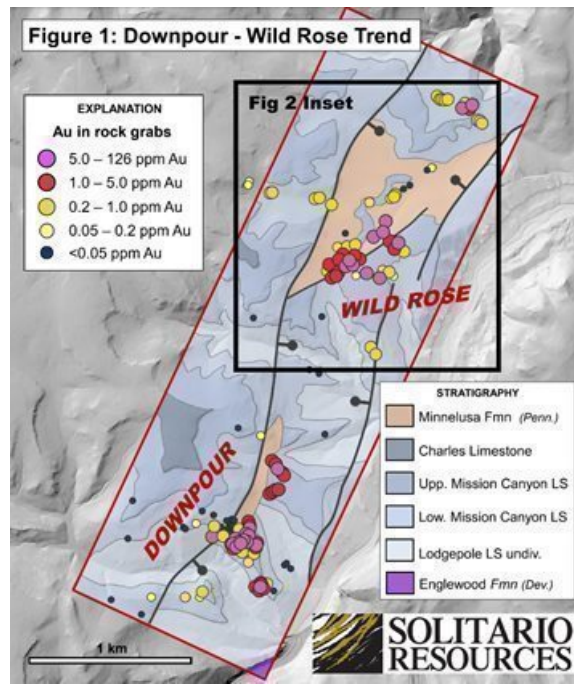 Figure 1: Downpour - Wild Rose Trend
Fig 2 Inset
EXPLANATION
Au in rock grabs
5.0 – 126 ppm Au
1.0 – 5.0 ppm Au
0.2 – 1.0 ppm Au
0.05 – 0.2 ppm Au
<0.05 ppm Au
WILD ROSE
DOWNPOUR
STRATIGRAPHY
Minnelusa Fmn (Penn.)
Charles Limestone
Upp. Mission Canyon LS
Low. Mission Canyon LS
Lodgepole LS undiv.
Englewood Fmn (Dev.)
1 km
SOLITARIO
RESOURCES